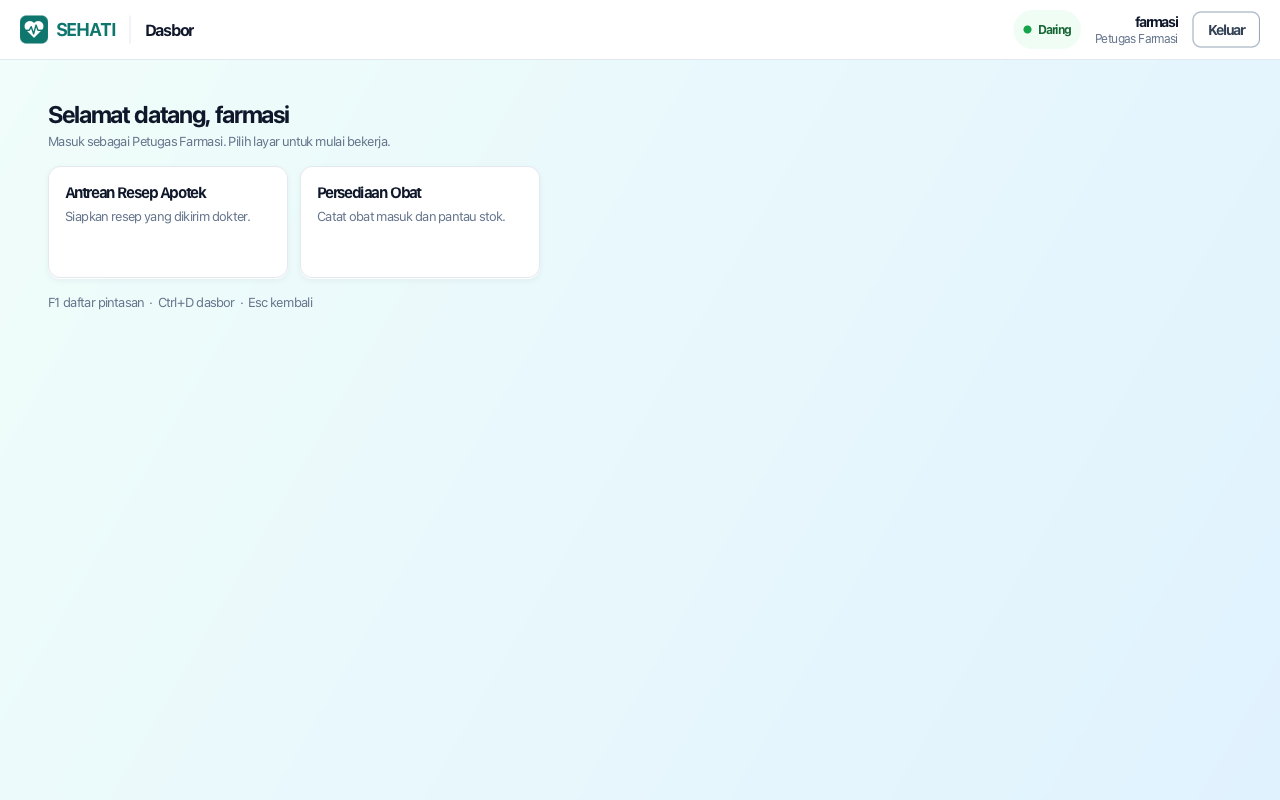 SEHATI
Dasbor
Daring
farmasi
Petugas Farmasi
Keluar
Selamat datang, farmasi
Masuk sebagai Petugas Farmasi. Pilih layar untuk mulai bekerja.
Antrean Resep Apotek
Siapkan resep yang dikirim dokter.
Persediaan Obat
Catat obat masuk dan pantau stok.
F1 daftar pintasan · Ctrl+D dasbor · Esc kembali